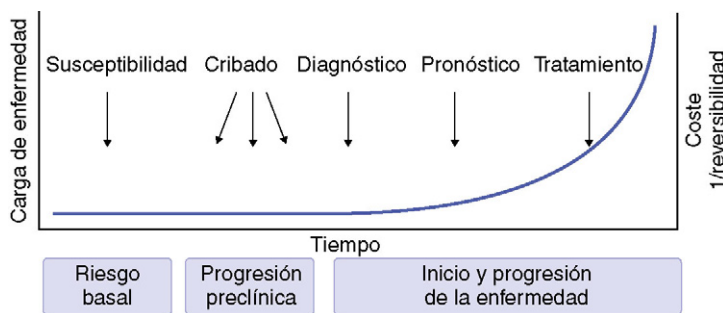 Susceptibilidad Cribado Diagnóstico Pronóstico Tratamiento
Carga de enfermedad
Coste
1/reversibilidad
Tiempo
Riesgo
basal
Progresión
preclínica
Inicio y progresión
de la enfermedad